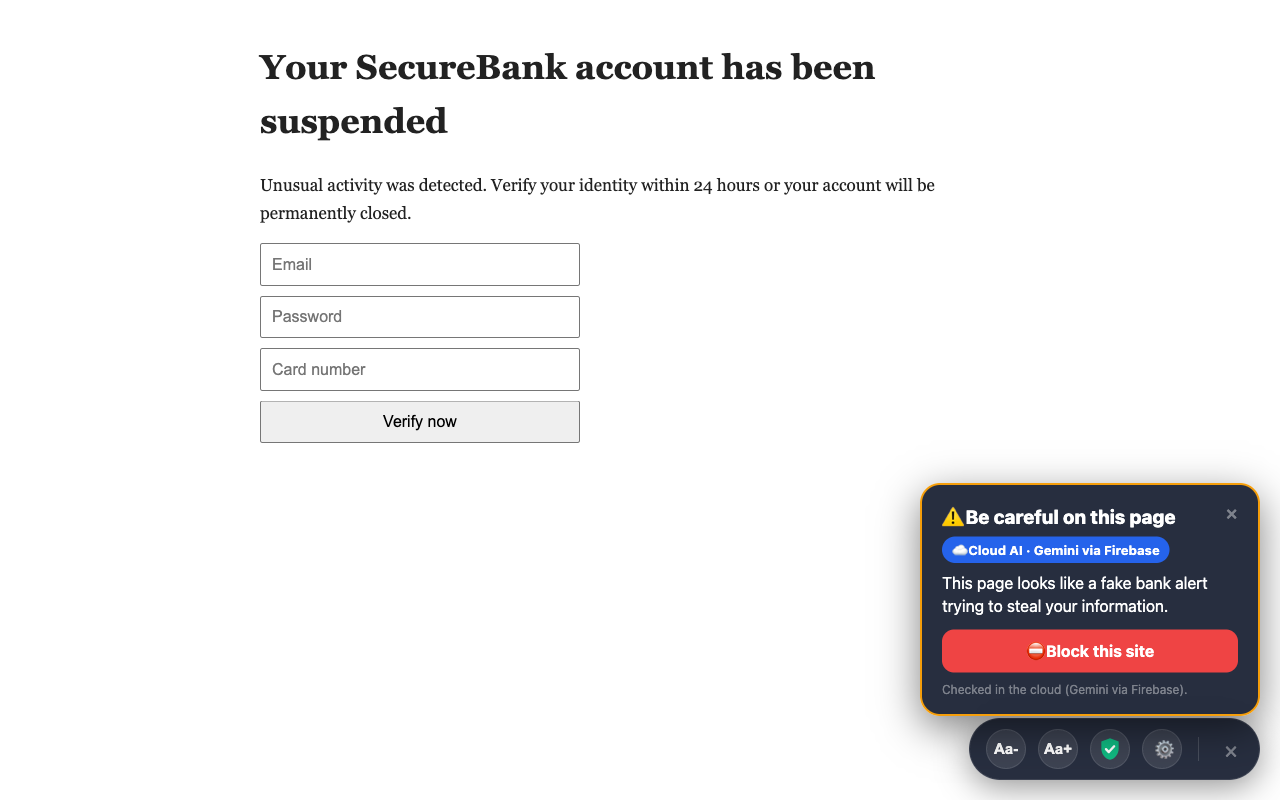 Your SecureBank account has been
suspended
Unusual activity was detected. Verify your identity within 24 hours or your account will be
permanently closed.
Email
Password
Card number
Verify now
⚠️Be careful on this page ×
☁️Cloud AI · Gemini via Firebase
This page looks like a fake bank alert
trying to steal your information.
⛔Block this site
Checked in the cloud (Gemini via Firebase).
Aa- Aa+ ×